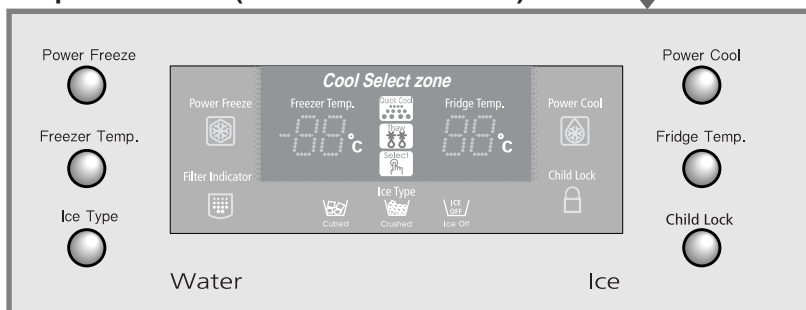 Power Freeze
Freezer Temp.
Ice Type
Cool Select zone
Power Freeze
Freezer Temp.
-88°c
Quick Cool
Thaw
Select
Fridge Temp.
88°c
Power Cool
Filter Indicator
Ice Type
Cubed
Crushed
ICE
OFF
Ice Off
Child Lock
Power Cool
Fridge Temp.
Child Lock
Water
Ice